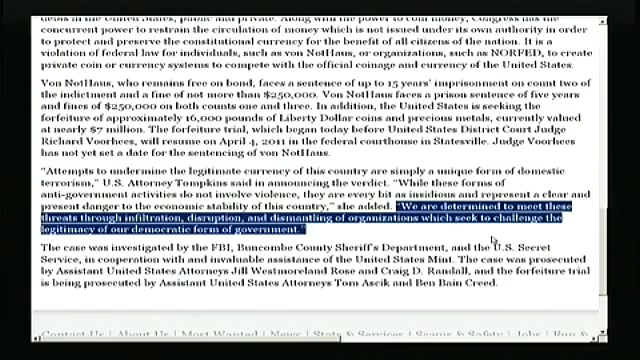 debts in the United States, public and private. Along with the power to coin money, Congress has the
concurrent power to restrain the circulation of money which is not issued under its own authority in order
to protect and preserve the constitutional currency for the benefit of all citizens of the nation. It is a
violation of federal law for individuals, such as von NotHaus, or organizations, such as NORFED, to create
private coin or currency systems to compete with the official coinage and currency of the United States.
Von NotHaus, who remains free on bond, faces a sentence of up to 15 years' imprisonment on count two of
the indictment and a fine of not more than $250,000. Von NotHaus faces a prison sentence of five years
and fines of $250,000 on both counts one and three. In addition, the United States is seeking the
forfeiture of approximately 16,000 pounds of Liberty Dollar coins and precious metals, currently valued
at nearly $7 million. The forfeiture trial, which began today before United States District Court Judge
Richard Voorhees, will resume on April 4, 2011 in the federal courthouse in Statesville. Judge Voorhees
has not yet set a date for the sentencing of von NotHaus.
"Attempts to undermine the legitimate currency of this country are simply a unique form of domestic
terrorism," U.S. Attorney Tompkins said in announcing the verdict. "While these forms of
anti-government activities do not involve violence, they are every bit as insidious and represent a clear and
present danger to the economic stability of this country," she added. "We are determined to meet these
threats through infiltration, disruption, and dismantling of organizations which seek to challenge the
legitimacy of our democratic form of government."
The case was investigated by the FBI, Buncombe County Sheriff's Department, and the U.S. Secret
Service, in cooperation with and invaluable assistance of the United States Mint. The case was prosecuted
by Assistant United States Attorneys Jill Westmoreland Rose and Craig D. Randall, and the forfeiture trial
is being prosecuted by Assistant United States Attorneys Tom Ascik and Ben Bain Creed.
Contact Us | About Us | Most Wanted | News | Stats & Services | Scams & Safety | Jobs | Fun &